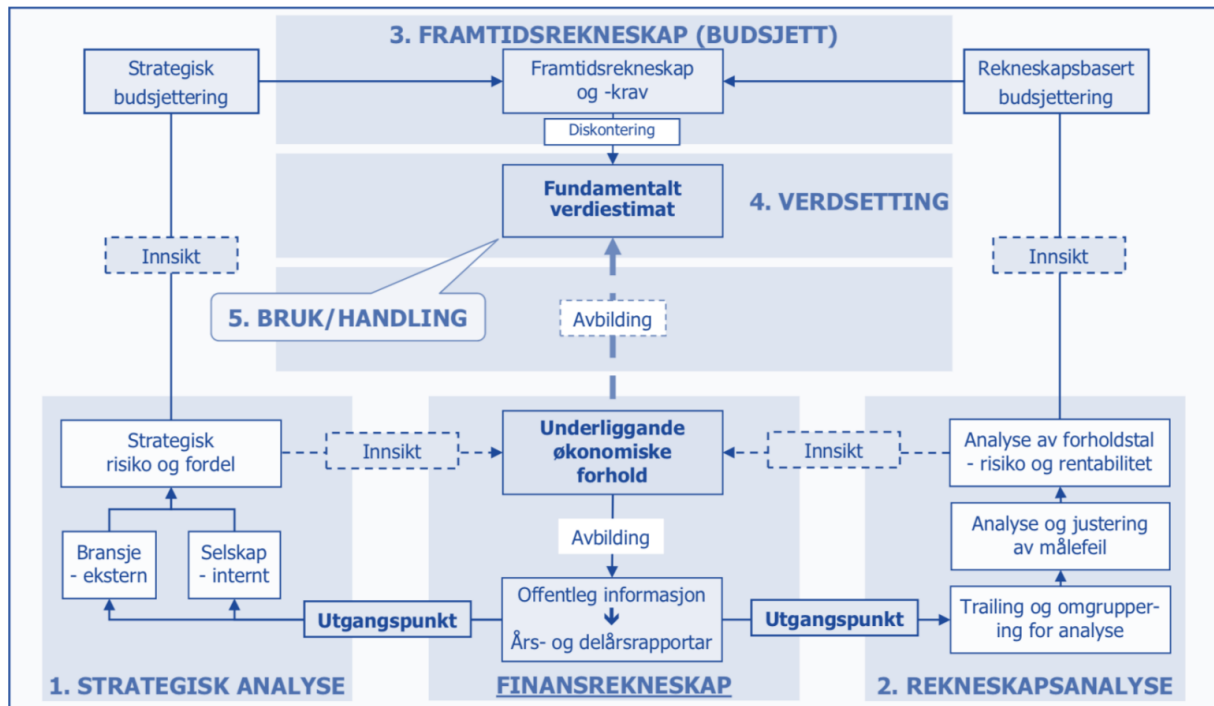 3. FRAMTIDSREKNESKAP (BUDSJETT)
Strategisk
budsjettering
Framtidsrekneskap
og -krav
Rekneskapsbasert
budsjettering
Diskontering
Fundamentalt
verdiestimat
4. VERDSETTING
Innsikt
Innsikt
5. BRUK/HANDLING
Avbilding
Strategisk
risiko og fordel
Innsikt
Underliggande
økonomiske
forhold
Innsikt
Analyse av forholdstal
- risiko og rentabilitet
Bransje
- ekstern
Selskap
- internt
Avbilding
Analyse og justering
av målefeil
Utgangspunkt
Offentleg informasjon
Års- og delårsrapportar
Utgangspunkt
Trailing og omgrupper-
ing for analyse
1. STRATEGISK ANALYSE
FINANSREKNESKAP
2. REKNESKAPSANALYSE